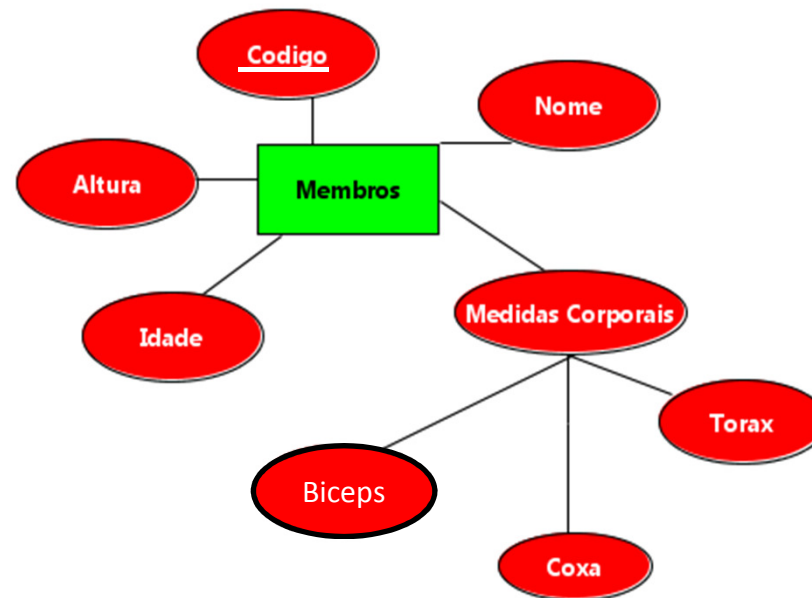 Codigo
Nome
Altura
Membros
Idade
Medidas Corporais
Torax
Biceps
Coxa